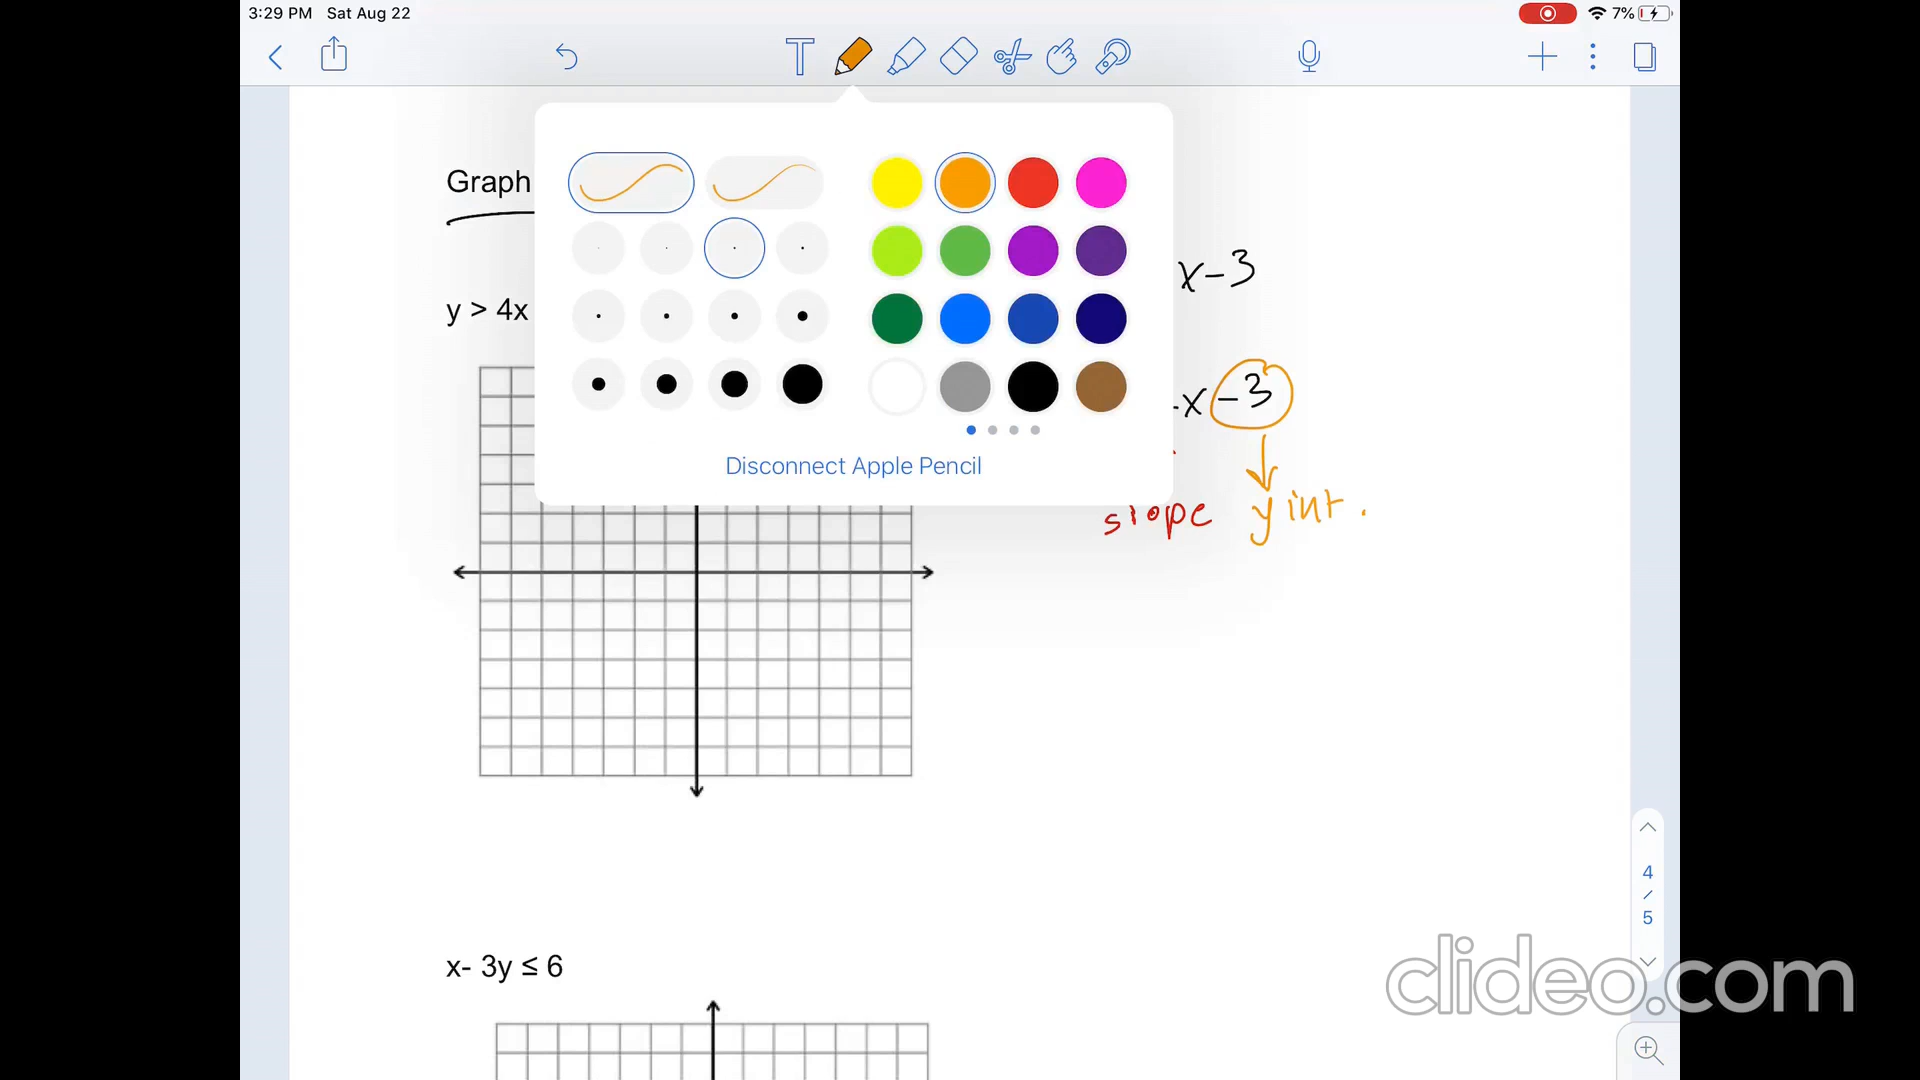 3:29 PM Sat Aug 22
7%
T
Graph
x-3
y > 4x
x -3
Disconnect Apple Pencil
slope y int.
4
/
5
x- 3y ≤ 6
clideo.com